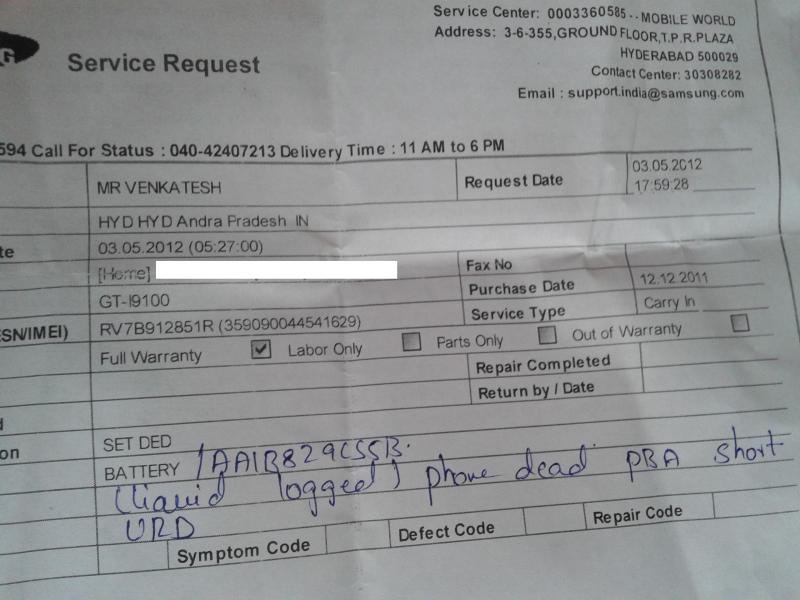 Service Center: 0003360585 -- MOBILE WORLD
Address: 3-6-355,GROUND FLOOR,T.P.R.PLAZA
HYDERABAD 500029
Contact Center: 30308282
Email : support.india@samsung.com
G
Service Request
594 Call For Status : 040-42407213 Delivery Time : 11 AM to 6 PM
MR VENKATESH Request Date 03.05.2012
17:59:28
HYD HYD Andra Pradesh IN
te 03.05.2012 (05:27:00)
[Home] Fax No
GT-I9100 Purchase Date 12.12.2011
SN/IMEI) RV7B912851R (359090044541629) Service Type Carry In
Full Warranty Labor Only Parts Only Out of Warranty
Repair Completed
Return by / Date
d
on SET DED
BATTERY /AA1B829CSSB.
(liquid logged) phone dead PBA short
URD
Symptom Code Defect Code Repair Code